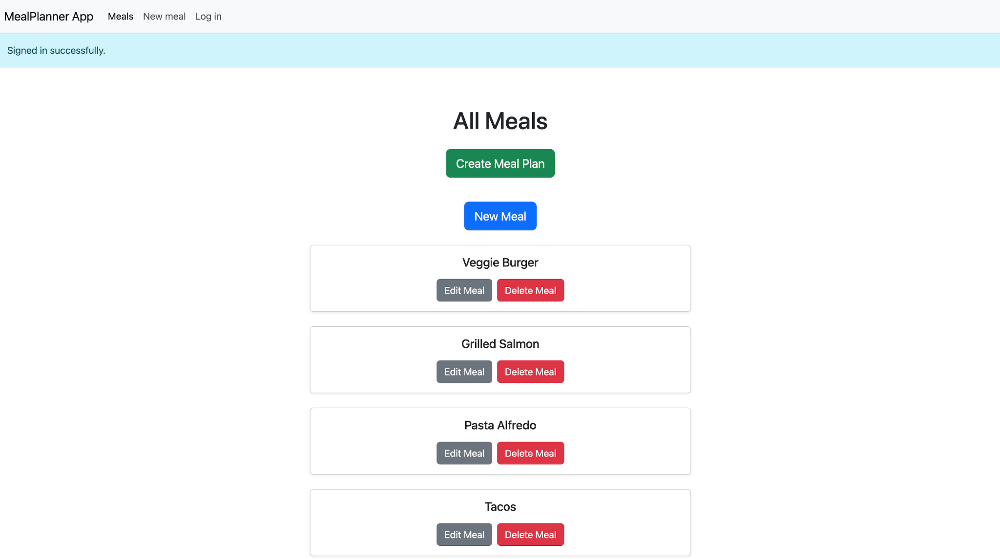 MealPlanner App Meals New meal Log in
Signed in successfully.
All Meals
Create Meal Plan
New Meal
Veggie Burger
Edit Meal Delete Meal
Grilled Salmon
Edit Meal Delete Meal
Pasta Alfredo
Edit Meal Delete Meal
Tacos
Edit Meal Delete Meal